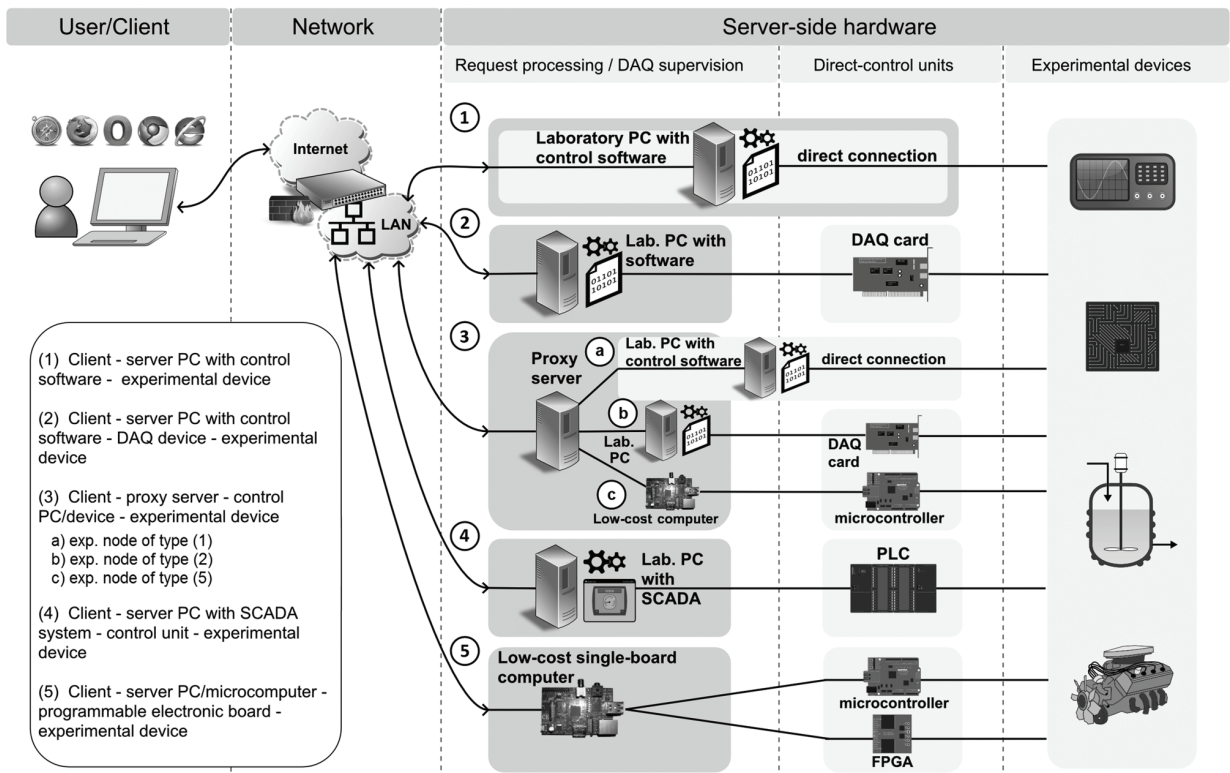 User/Client
Network
Server-side hardware
Request processing / DAQ supervision
Direct-control units
Experimental devices
Internet
LAN
1
Laboratory PC with
control software
01101
10101
direct connection
2
Lab. PC with
software
01101
10101
DAQ card
3
Proxy
server
a
Lab. PC with
control software
01101
10101
direct connection
b
Lab.
PC
01101
10101
DAQ
card
c
Low-cost computer
microcontroller
4
Lab. PC
with
SCADA
PLC
5
Low-cost single-board
computer
microcontroller
FPGA
(1) Client - server PC with control
software - experimental device
(2) Client - server PC with control
software - DAQ device - experimental
device
(3) Client - proxy server - control
PC/device - experimental device
a) exp. node of type (1)
b) exp. node of type (2)
c) exp. node of type (5)
(4) Client - server PC with SCADA
system - control unit - experimental
device
(5) Client - server PC/microcomputer -
programmable electronic board -
experimental device